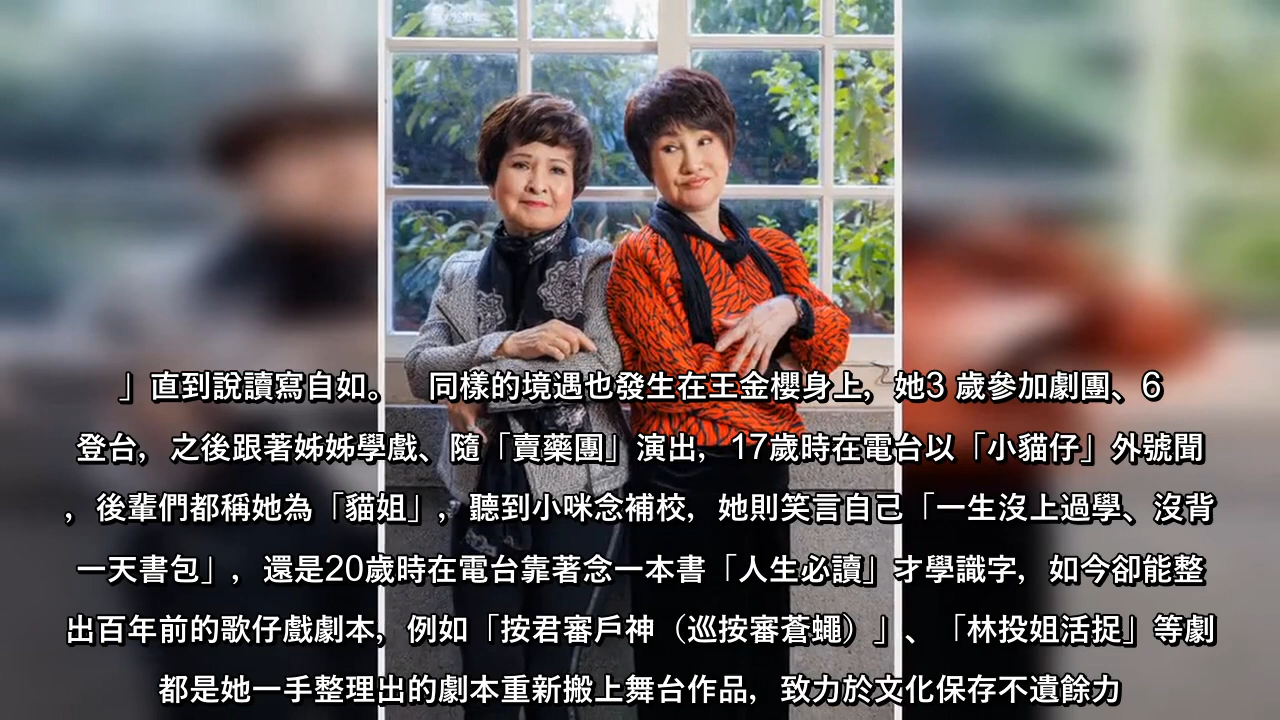 」直到說讀寫自如。 同樣的境遇也發生在王金櫻身上，她3 歲參加劇團、6
登台，之後跟著姊姊學戲、隨「賣藥團」演出，17歲時在電台以「小貓仔」外號聞
，後輩們都稱她為「貓姐」，聽到小咪念補校，她則笑言自己「一生沒上過學、沒背
一天書包」，還是20歲時在電台靠著念一本書「人生必讀」才學識字，如今卻能整
出百年前的歌仔戲劇本，例如「按君審戶神（巡按審蒼蠅）」、「林投姐活捉」等劇
都是她一手整理出的劇本重新搬上舞台作品，致力於文化保存不遺餘力